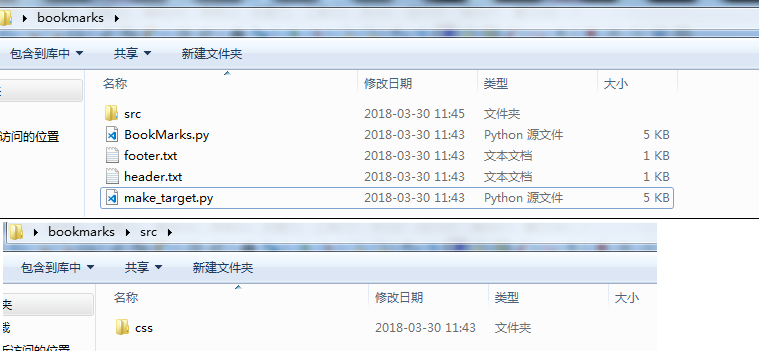 bookmarks
包含到库中 共享 新建文件夹
名称 修改日期 类型 大小
src 2018-03-30 11:45 文件夹
访问的位置 BookMarks.py 2018-03-30 11:43 Python 源文件 5 KB
footer.txt 2018-03-30 11:43 文本文档 1 KB
header.txt 2018-03-30 11:43 文本文档 1 KB
make_target.py 2018-03-30 11:43 Python 源文件 5 KB
bookmarks src
包含到库中 共享 新建文件夹
夹 名称 修改日期 类型 大小
css 2018-03-30 11:43 文件夹
访问的位置